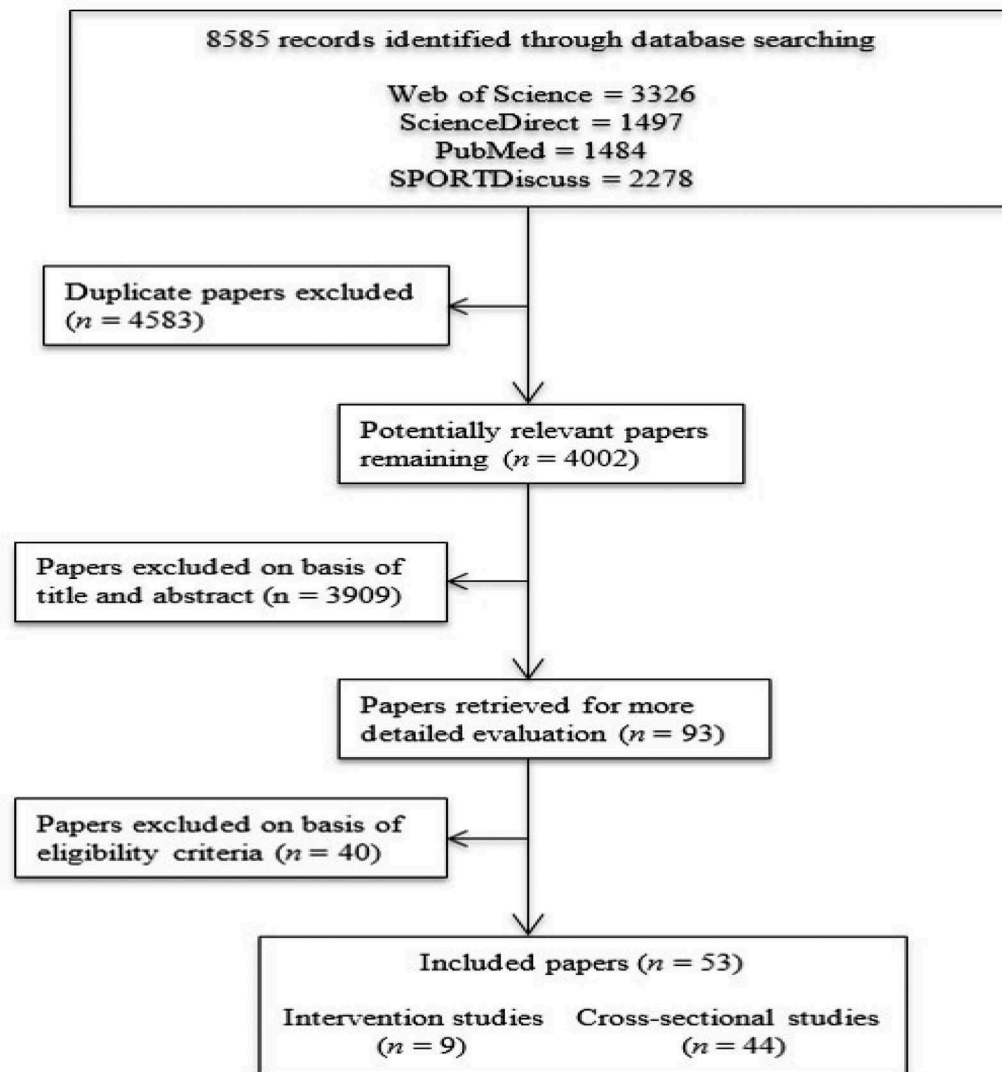 8585 records identified through database searching
Web of Science = 3326
ScienceDirect = 1497
PubMed = 1484
SPORTDiscuss = 2278
Duplicate papers excluded
(n = 4583)
Potentially relevant papers
remaining (n = 4002)
Papers excluded on basis of
title and abstract (n = 3909)
Papers retrieved for more
detailed evaluation (n = 93)
Papers excluded on basis of
eligibility criteria (n = 40)
Included papers (n = 53)
Intervention studies Cross-sectional studies
(n = 9) (n = 44)